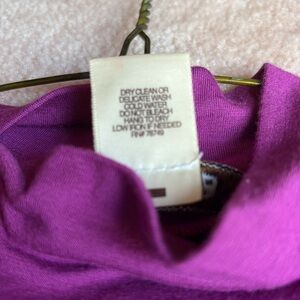 DRY CLEAN OR
DELICATE WASH
COLD WATER
DO NOT BLEACH
HANG TO DRY
LOW IRON IF NEEDED
RN# 78749